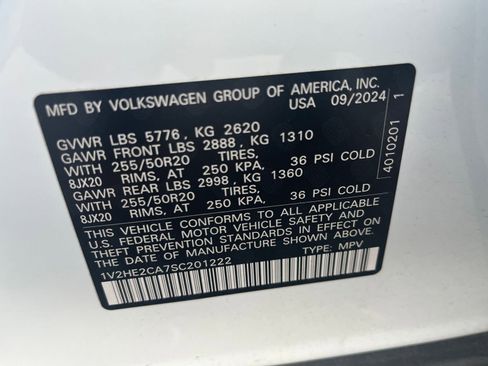 MFD BY VOLKSWAGEN GROUP OF AMERICA, INC.
USA 09/2024
GVWR LBS 5776, KG 2620
GAWR FRONT LBS 2888, KG 1310
WITH 255/50R20 TIRES,
8JX20 RIMS, AT 250 KPA, 36 PSI COLD
GAWR REAR LBS 2998, KG 1360
WITH 255/50R20 TIRES,
8JX20 RIMS, AT 250 KPA, 36 PSI COLD
THIS VEHICLE CONFORMS TO ALL APPLICABLE
U.S. FEDERAL MOTOR VEHICLE SAFETY AND
THEFT PREVENTION STANDARDS IN EFFECT ON
THE DATE OF MANUFACTURE SHOWN ABOVE.
1V2HE2CA7SC201222 TYPE: MPV
4010201 1